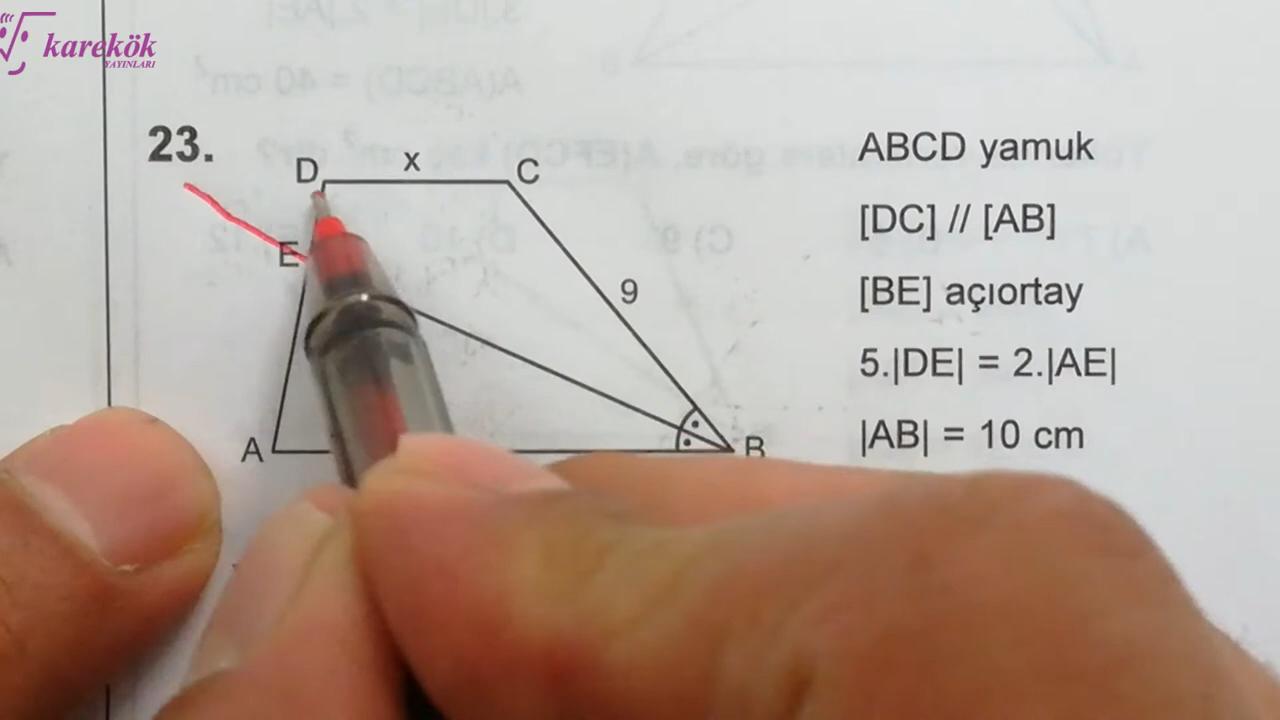 karekök
YAYINLARI
23.
D
x
C
E
9
A
B
ABCD yamuk
[DC] // [AB]
[BE] açıortay
5.|DE| = 2.|AE|
|AB| = 10 cm